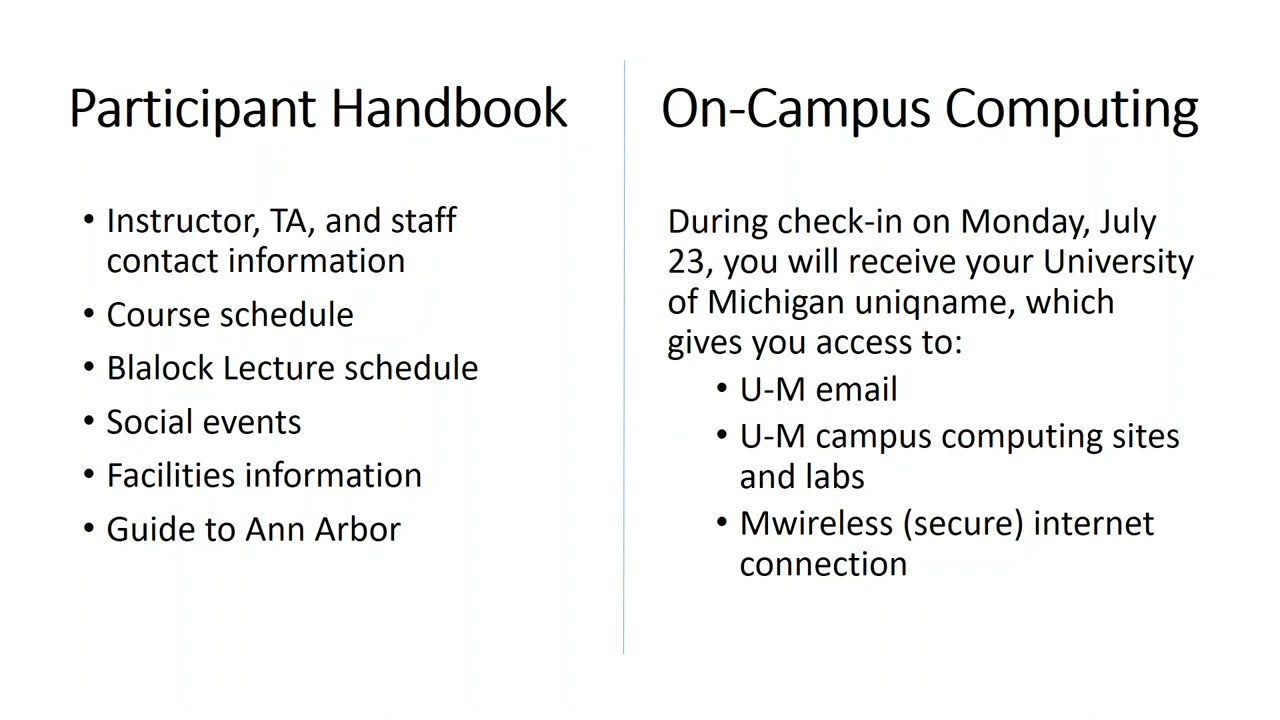 Participant Handbook
• Instructor, TA, and staff
contact information
• Course schedule
• Blalock Lecture schedule
• Social events
• Facilities information
• Guide to Ann Arbor
On-Campus Computing
During check-in on Monday, July
23, you will receive your University
of Michigan uniqname, which
gives you access to:
• U-M email
• U-M campus computing sites
and labs
• Mwireless (secure) internet
connection